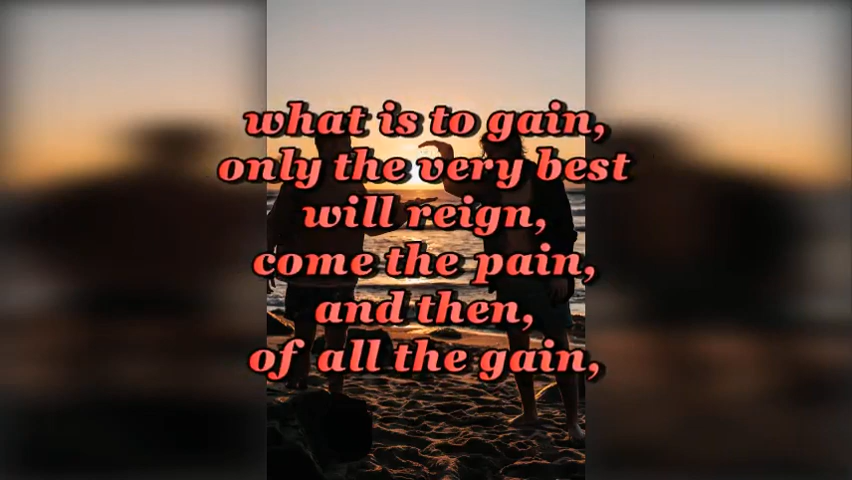 what is to gain,
only the very best
will reign,
come the pain,
and then,
of all the gain,